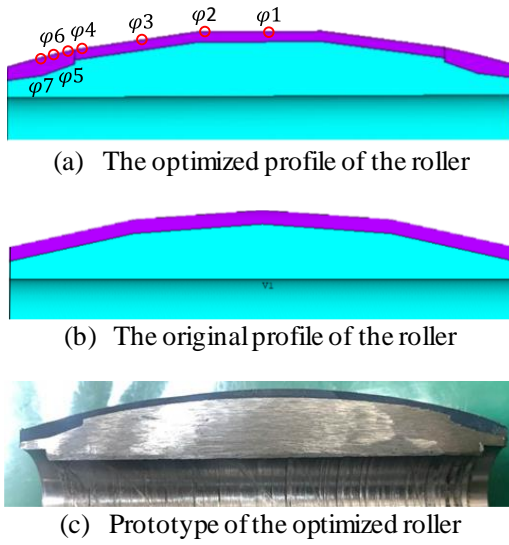 φ1
φ2
φ3
φ4
φ6
φ5
φ7
(a) The optimized profile of the roller
(b) The original profile of the roller
(c) Prototype of the optimized roller